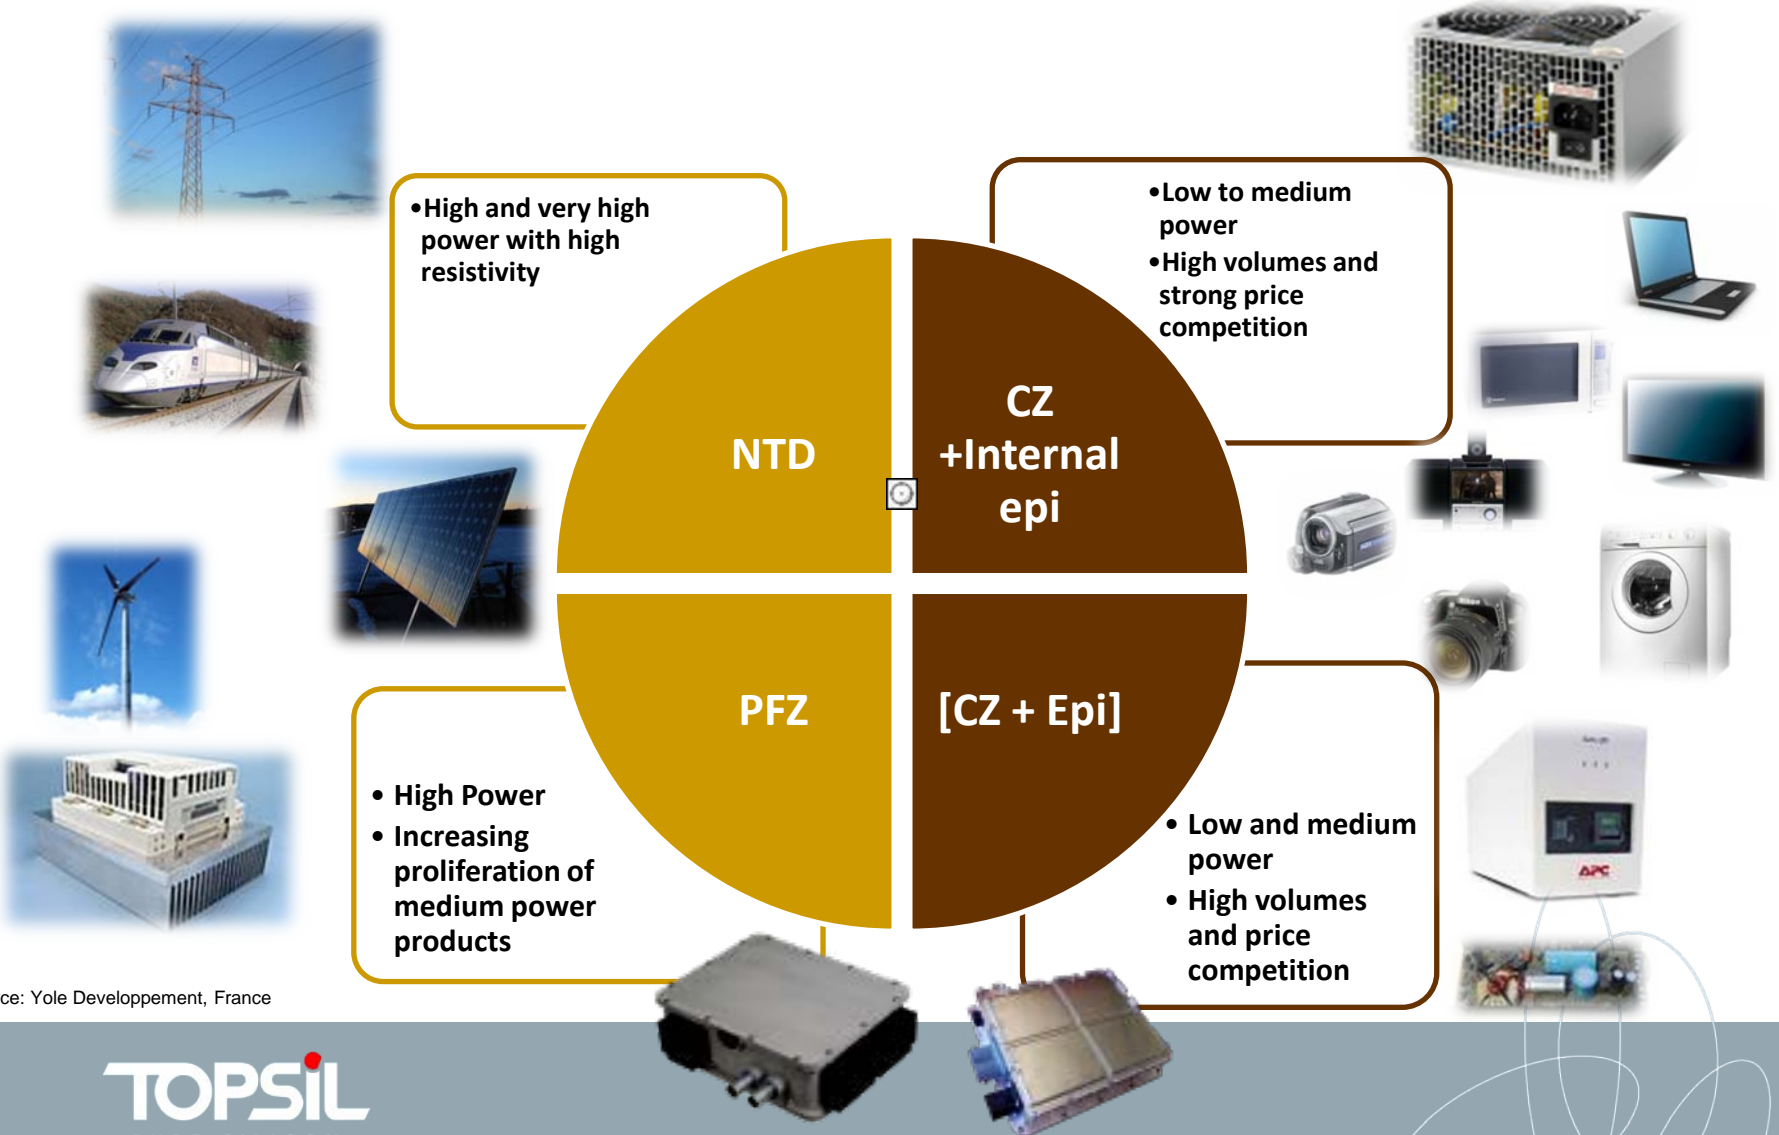 •High and very high
power with high
resistivity
•Low to medium
power
•High volumes and
strong price
competition
NTD
CZ
+Internal
epi
PFZ
[CZ + Epi]
• High Power
• Increasing
proliferation of
medium power
products
• Low and medium
power
• High volumes
and price
competition
APC
ce: Yole Developpement, France
TOPSiL